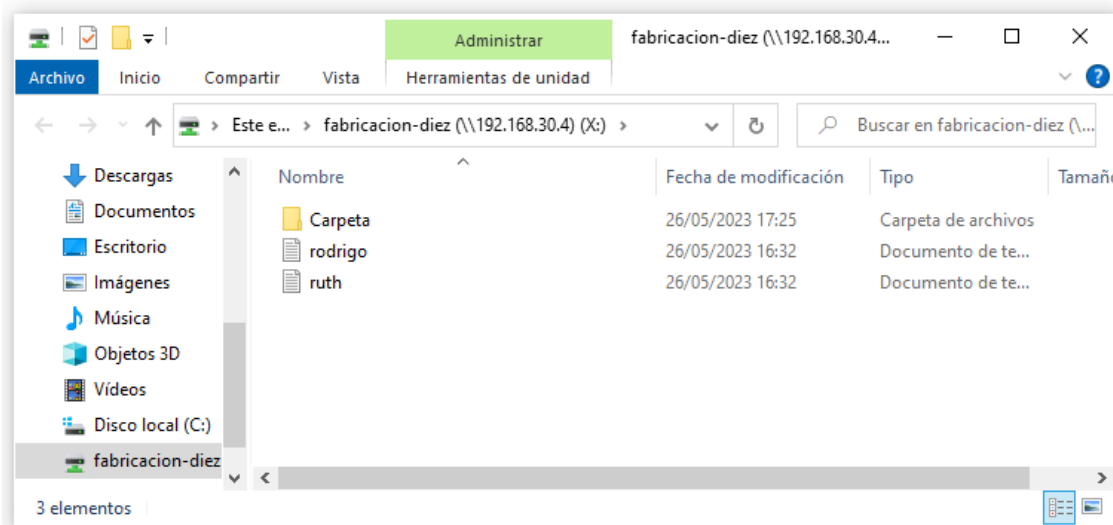 Administrar
fabricacion-diez (\\192.168.30.4...
Archivo Inicio Compartir Vista Herramientas de unidad
Este e... fabricacion-diez (\\192.168.30.4) (X:)
Buscar en fabricacion-diez (\...
Descargas
Documentos
Escritorio
Imágenes
Música
Objetos 3D
Vídeos
Disco local (C:)
fabricacion-diez
Nombre Fecha de modificación Tipo Tamaño
Carpeta 26/05/2023 17:25 Carpeta de archivos
rodrigo 26/05/2023 16:32 Documento de te...
ruth 26/05/2023 16:32 Documento de te...
3 elementos